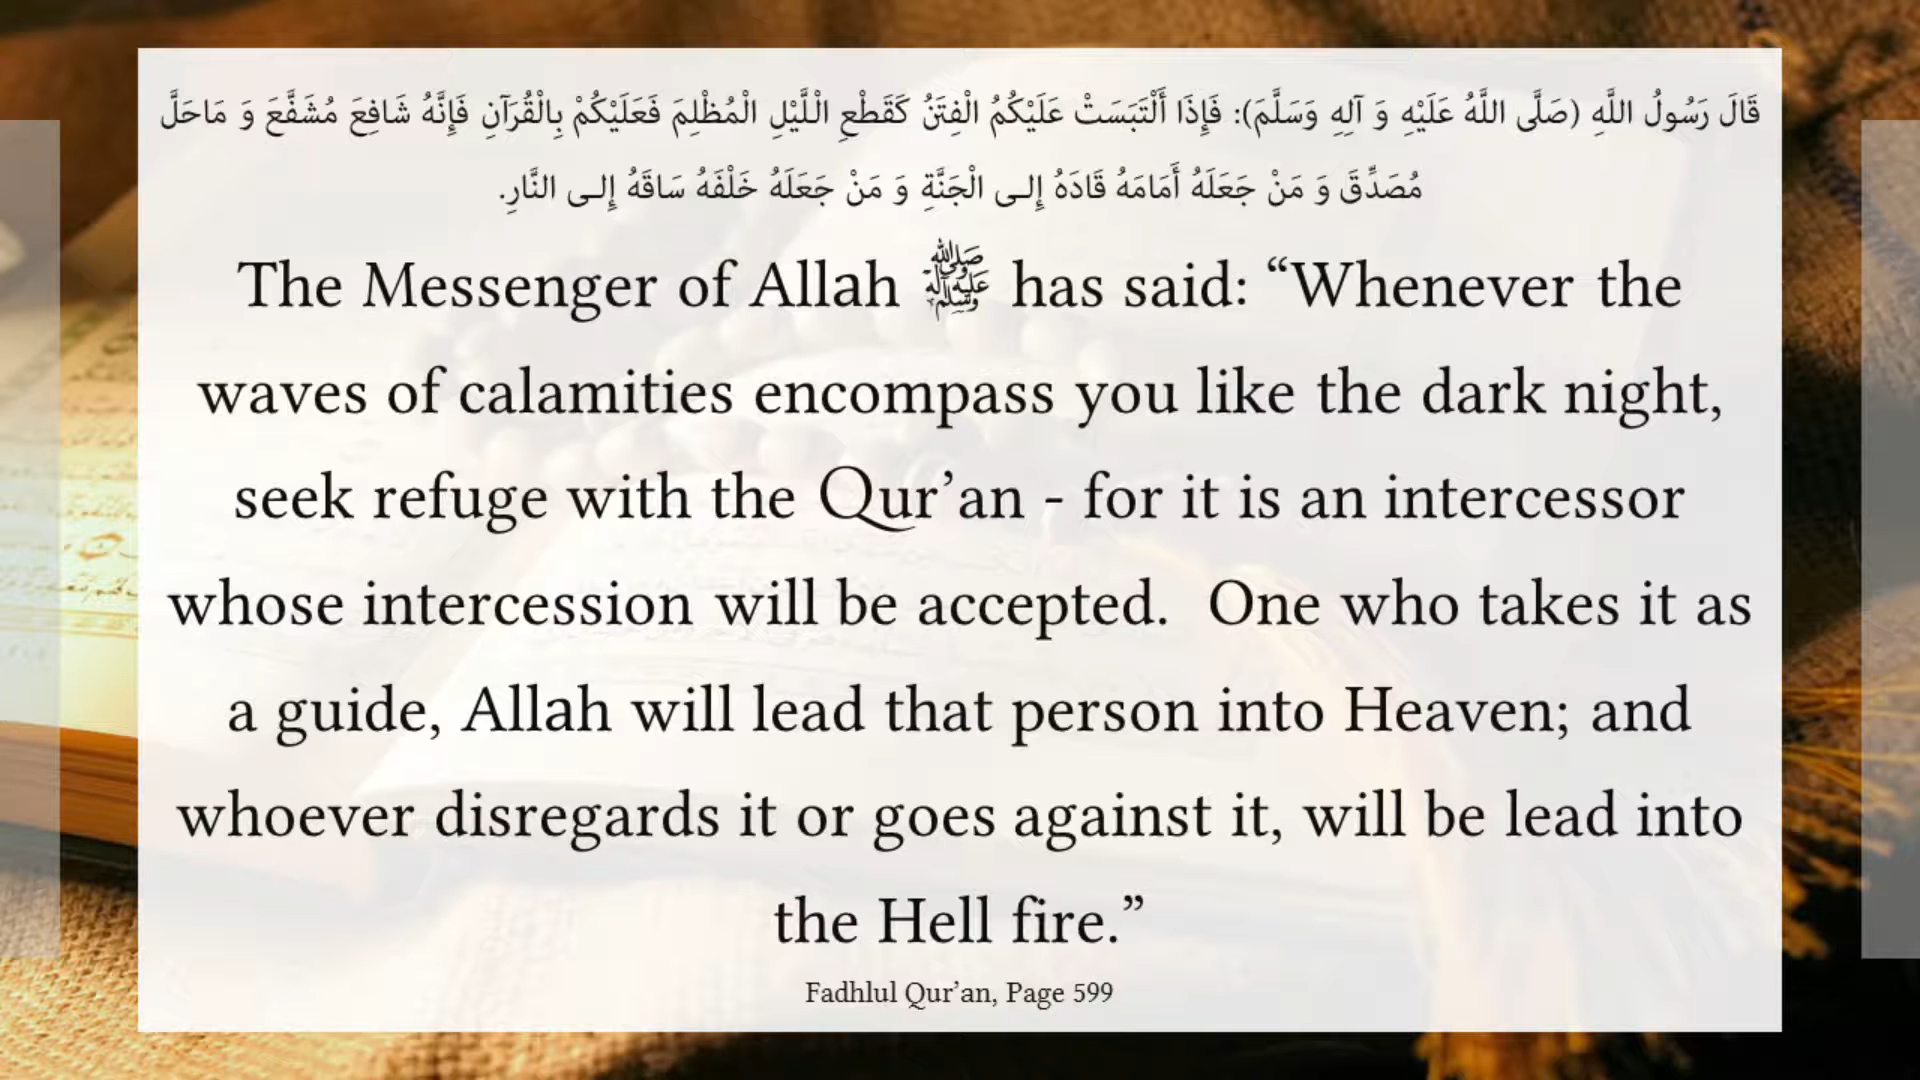 قَالَ رَسُولُ اللَّهِ (صَلَّى اللَّهُ عَلَيْهِ وَ آلِهِ وَسَلَّمَ): فَإِذَا أَلْتَبَسَتْ عَلَيْكُمُ الْفِتَنُ كَقَطْعِ الْلَّيْلِ الْمُظْلِمَ فَعَلَيْكُمْ بِالْقُرَآنِ فَإِنَّهُ شَافِعَ مُشَفَّعَ وَ مَاحَلَّ
مُصَدِّقَ وَ مَنْ جَعَلَهُ أَمَامَهُ قَادَهُ إِلـى الْجَنَّةِ وَ مَنْ جَعَلَهُ خَلْفَهُ سَاقَهُ إِلـى النَّارِ.
The Messenger of Allah ﷺ has said: “Whenever the
waves of calamities encompass you like the dark night,
seek refuge with the Qur’an - for it is an intercessor
whose intercession will be accepted.  One who takes it as
a guide, Allah will lead that person into Heaven; and
whoever disregards it or goes against it, will be lead into
the Hell fire.”
Fadhlul Qur’an, Page 599